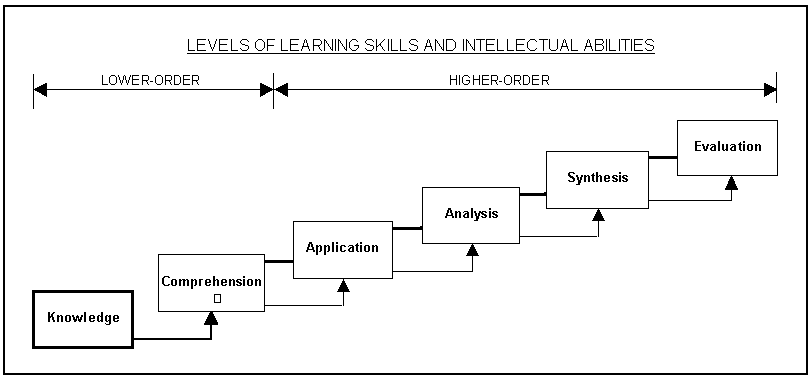 LEVELS OF LEARNING SKILLS AND INTELLECTUAL ABILITIES
LOWER-ORDER
HIGHER-ORDER
Evaluation
Synthesis
Analysis
Application
Comprehension
Knowledge